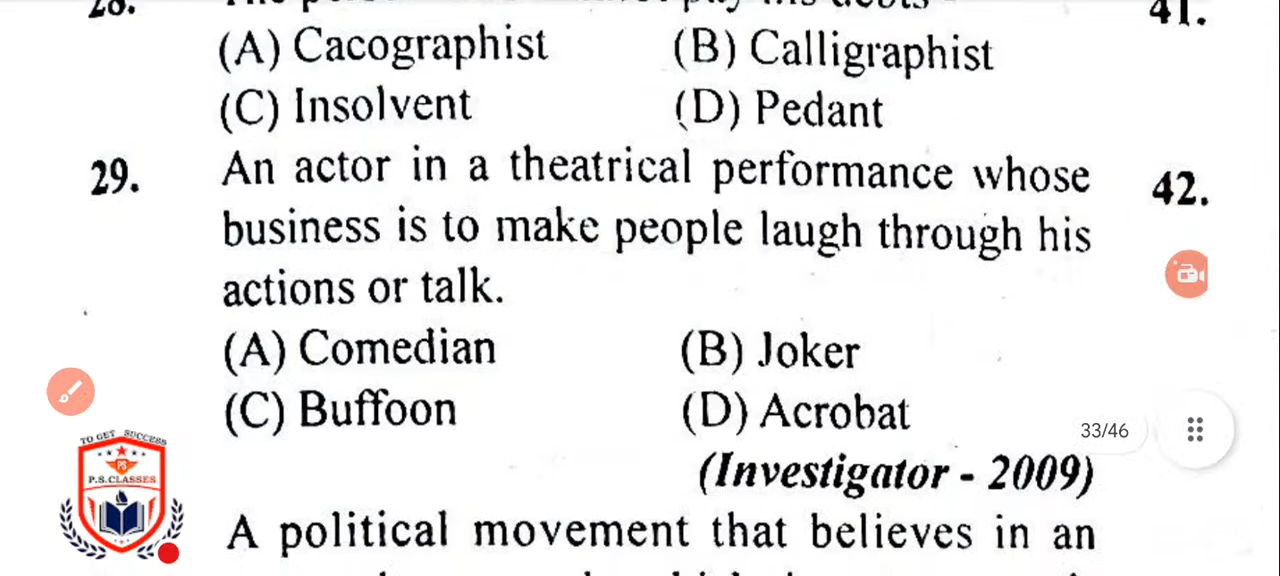 28.
41.
(A) Cacographist (B) Calligraphist
(C) Insolvent (D) Pedant
29. An actor in a theatrical performance whose
42.
business is to make people laugh through his
actions or talk.
(A) Comedian (B) Joker
(C) Buffoon (D) Acrobat
33/46
(Investigator - 2009)
TO GET SUCCESS
PS
P.S.CLASSES
A political movement that believes in an